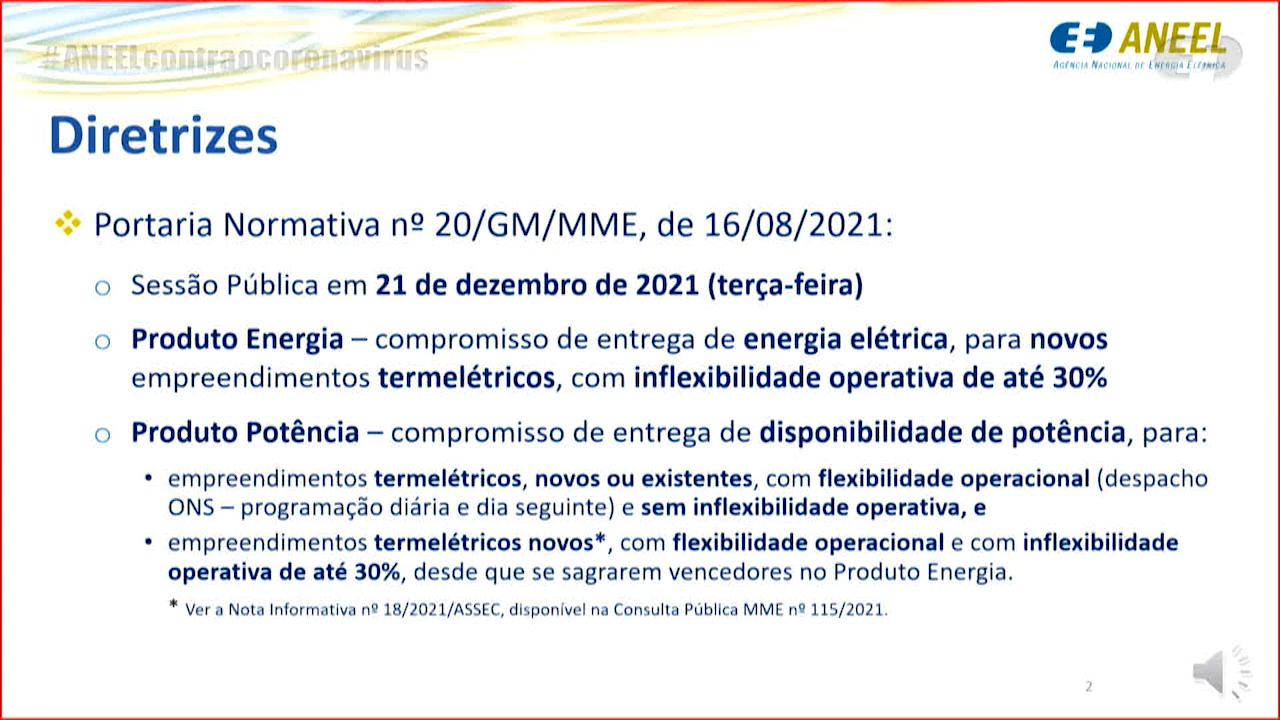 #ANEELcontraocoronavirus
ANEEL
AGÊNCIA NACIONAL DE ENERGIA ELÉTRICA
Diretrizes
Portaria Normativa nº 20/GM/MME, de 16/08/2021:
Sessão Pública em 21 de dezembro de 2021 (terça-feira)
Produto Energia – compromisso de entrega de energia elétrica, para novos
empreendimentos termelétricos, com inflexibilidade operativa de até 30%
Produto Potência – compromisso de entrega de disponibilidade de potência, para:
• empreendimentos termelétricos, novos ou existentes, com flexibilidade operacional (despacho
ONS – programação diária e dia seguinte) e sem inflexibilidade operativa, e
• empreendimentos termelétricos novos*, com flexibilidade operacional e com inflexibilidade
operativa de até 30%, desde que se sagrarem vencedores no Produto Energia.
* Ver a Nota Informativa nº 18/2021/ASSEC, disponível na Consulta Pública MME nº 115/2021.
2